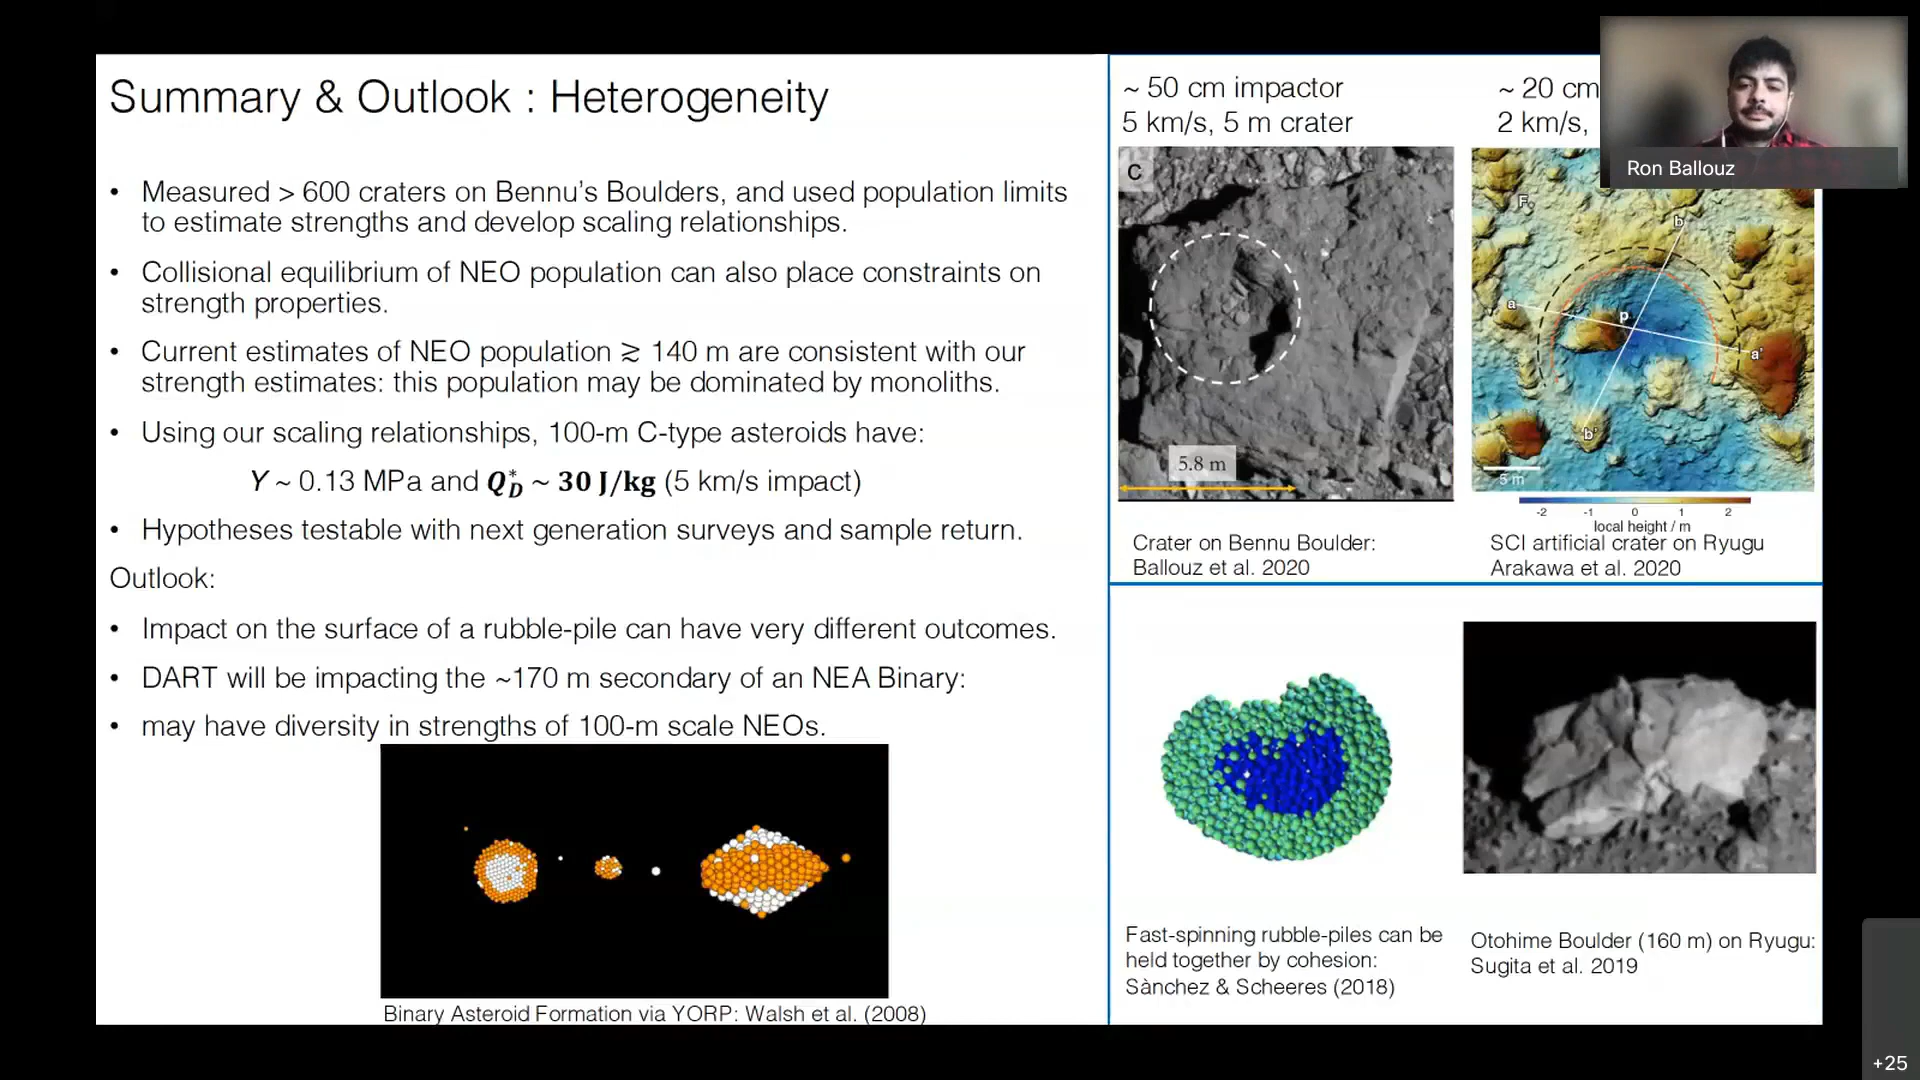 Summary & Outlook : Heterogeneity
• Measured > 600 craters on Bennu's Boulders, and used population limits
to estimate strengths and develop scaling relationships.
• Collisional equilibrium of NEO population can also place constraints on
strength properties.
• Current estimates of NEO population ≳ 140 m are consistent with our
strength estimates: this population may be dominated by monoliths.
• Using our scaling relationships, 100-m C-type asteroids have:
Y ~ 0.13 MPa and Q*D ~ 30 J/kg (5 km/s impact)
• Hypotheses testable with next generation surveys and sample return.
Outlook:
• Impact on the surface of a rubble-pile can have very different outcomes.
• DART will be impacting the ~170 m secondary of an NEA Binary:
• may have diversity in strengths of 100-m scale NEOs.
Binary Asteroid Formation via YORP: Walsh et al. (2008)
~ 50 cm impactor
5 km/s, 5 m crater
C
5.8 m
Crater on Bennu Boulder:
Ballouz et al. 2020
~ 20 cm
2 km/s,
Ron Ballouz
b
a
p
a'
b'
5 m
-2 -1 0 1 2
local height / m
SCI artificial crater on Ryugu
Arakawa et al. 2020
Fast-spinning rubble-piles can be
held together by cohesion:
Sànchez & Scheeres (2018)
Otohime Boulder (160 m) on Ryugu:
Sugita et al. 2019
+25